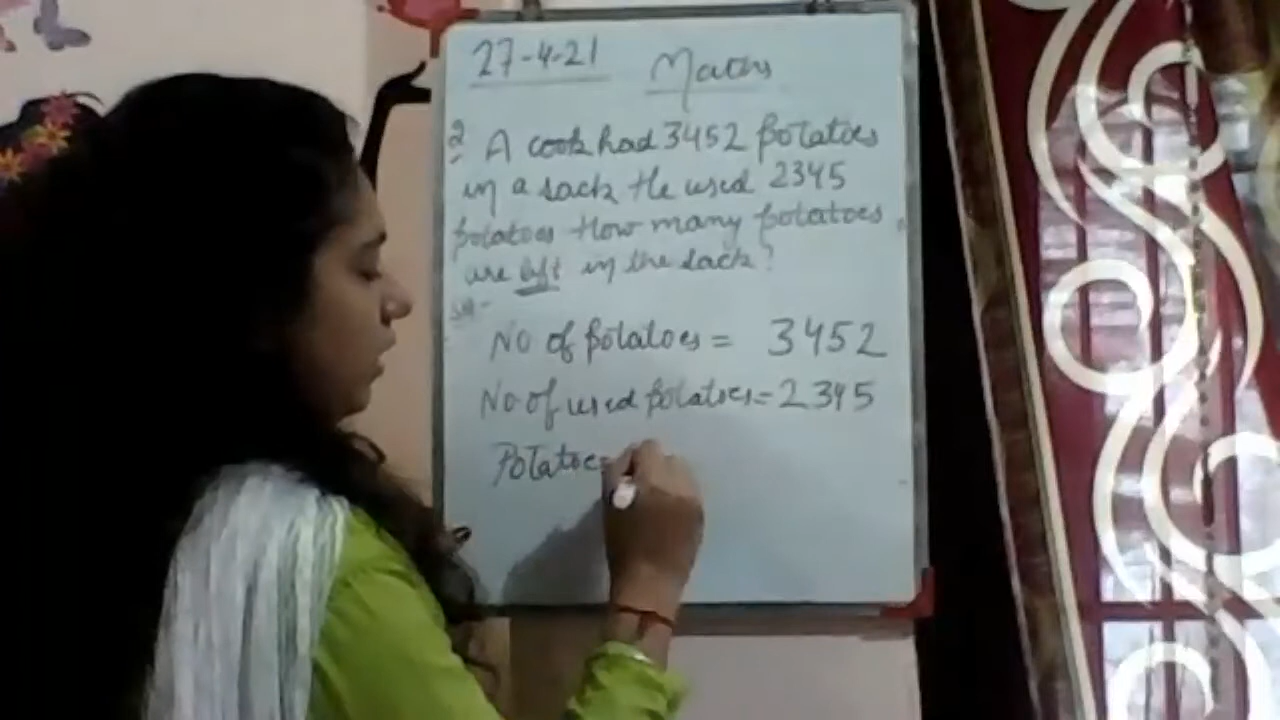 27-4-21 Maths
2 A cook had 3452 potatoes
in a sack He used 2345
potatoes How many potatoes
are left in the sack?
Sol-
No of potatoes = 3452
No of used potatoes = 2345
Potatoes